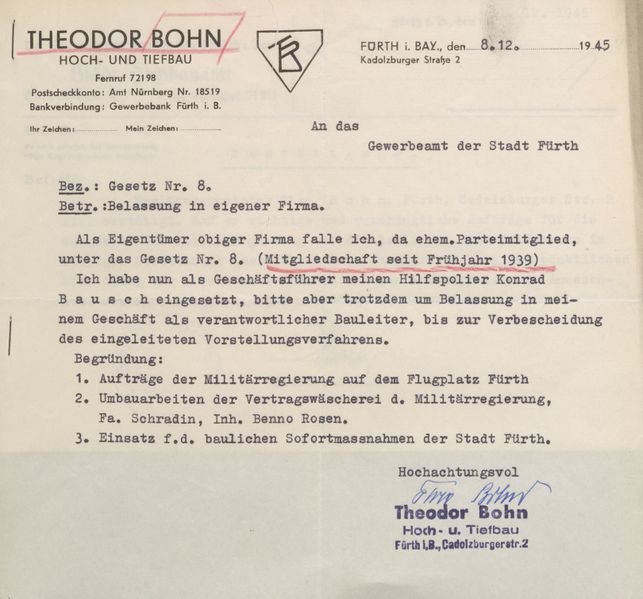 THEODOR BOHN
HOCH- UND TIEFBAU
Fernruf 72198
Postscheckkonto: Amt Nürnberg Nr. 18519
Bankverbindung: Gewerbebank Fürth i. B.
TB
FÜRTH i. BAY., den 8.12. 1945
Kadolzburger Straße 2
Ihr Zeichen: Mein Zeichen:
An das
Gewerbeamt der Stadt Fürth
Bez.: Gesetz Nr. 8.
Betr.:Belassung in eigener Firma.
Als Eigentümer obiger Firma falle ich, da ehem.Parteimitglied,
unter das Gesetz Nr. 8. (Mitgliedschaft seit Frühjahr 1939)
Ich habe nun als Geschäftsführer meinen Hilfspolier Konrad
B a u s c h eingesetzt, bitte aber trotzdem um Belassung in mei-
nem Geschäft als verantwortlicher Bauleiter, bis zur Verbescheidung
des eingeleiteten Vorstellungsverfahrens.
Begründung:
1. Aufträge der Militärregierung auf dem Flugplatz Fürth
2. Umbauarbeiten der Vertragswäscherei d. Militärregierung,
Fa. Schradin, Inh. Benno Rosen.
3. Einsatz f.d. baulichen Sofortmassnahmen der Stadt Fürth.
Hochachtungsvol
Theodor Bohn
Hoch- u. Tiefbau
Fürth i.B., Cadolzburgerstr.2